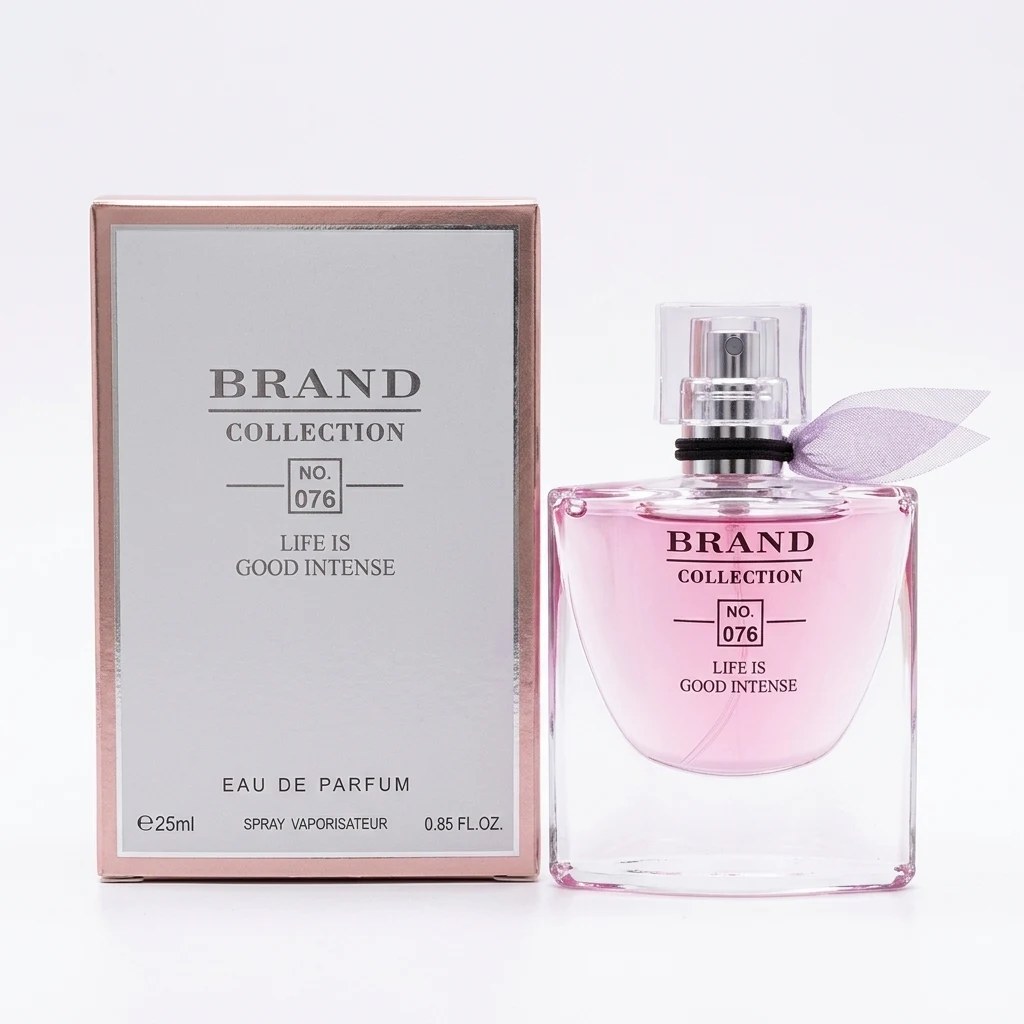 BRAND
COLLECTION
NO.
076
LIFE IS
GOOD INTENSE
EAU DE PARFUM
℮25ml SPRAY VAPORISATEUR 0.85 FL.OZ.
BRAND
COLLECTION
NO.
076
LIFE IS
GOOD INTENSE